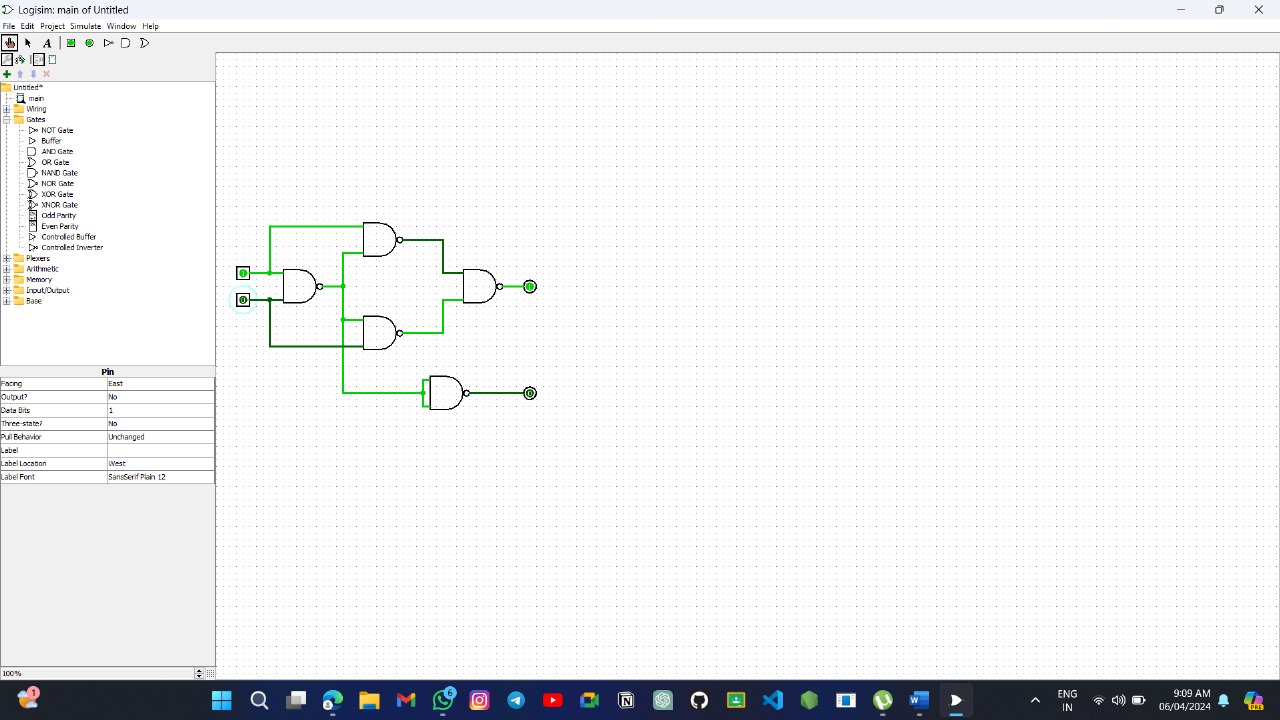 Logisim: main of Untitled
File Edit Project Simulate Window Help
A
Untitled*
main
Wiring
Gates
NOT Gate
Buffer
AND Gate
OR Gate
NAND Gate
NOR Gate
XOR Gate
XNOR Gate
Odd Parity
Even Parity
Controlled Buffer
Controlled Inverter
Plexers
Arithmetic
Memory
Input/Output
Base
1
0
1
0
Pin
Facing East
Output? No
Data Bits 1
Three-state? No
Pull Behavior Unchanged
Label
Label Location West
Label Font SansSerif Plain 12
100%
1
6
ENG
IN
9:09 AM
06/04/2024
PRE